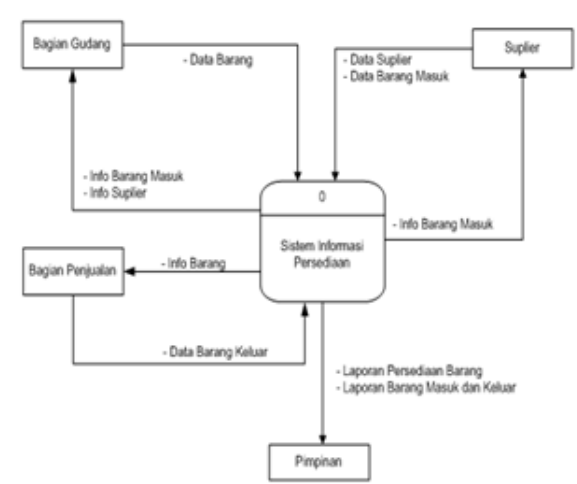 Bagian Gudang
Suplier
- Data Barang
- Data Suplier
- Data Barang Masuk
- Info Barang Masuk
- Info Suplier
0
Sistem Informasi
Persediaan
- Info Barang Masuk
Bagian Penjualan
- Info Barang
- Data Barang Keluar
- Laporan Persediaan Barang
- Laporan Barang Masuk dan Keluar
Pimpinan